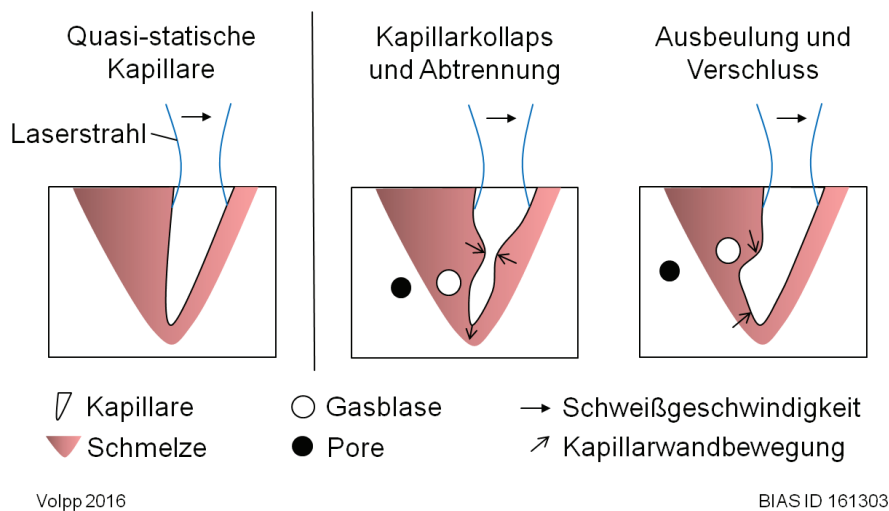 Quasi-statische
Kapillare
Kapillarkollaps
und Abtrennung
Ausbeulung und
Verschluss
Laserstrahl
Kapillare
Gasblase
Schweißgeschwindigkeit
Schmelze
Pore
Kapillarwandbewegung
Volpp 2016
BIAS ID 161303